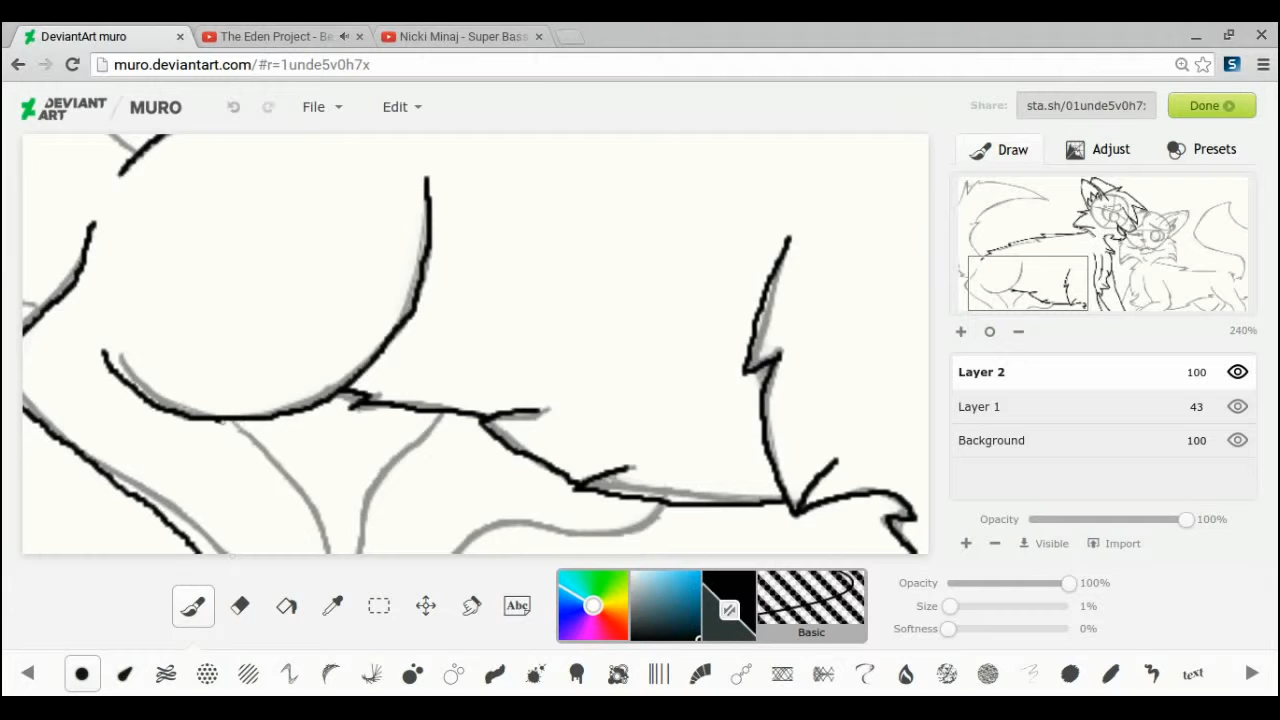 DeviantArt muro
The Eden Project - Be
Nicki Minaj - Super Bass
muro.deviantart.com/#r=1unde5v0h7x
DEVIANT ART / MURO
File
Edit
Share:
sta.sh/01unde5v0h7:
Done
Draw
Adjust
Presets
240%
Layer 2 100
Layer 1 43
Background 100
Opacity 100%
Visible
Import
Abc
Basic
Opacity 100%
Size 1%
Softness 0%
text